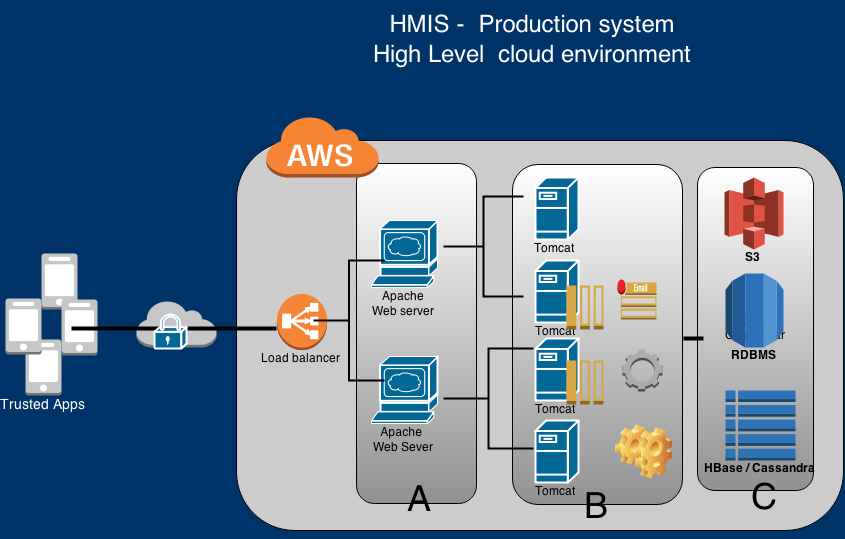 HMIS - Production system
High Level cloud environment
AWS
Trusted Apps
Load balancer
Apache
Web server
Apache
Web Sever
A
Tomcat
Tomcat
Tomcat
Tomcat
Email
B
S3
RDBMS
HBase / Cassandra
C